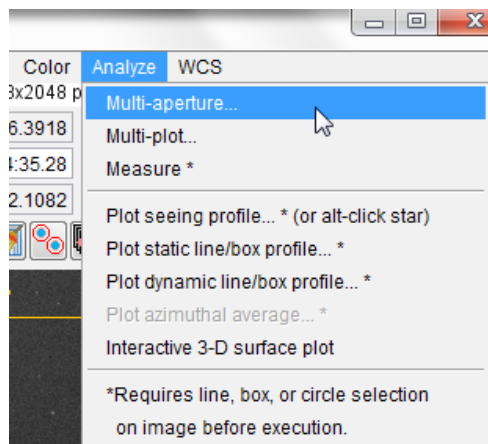 Color Analyze WCS
8x2048 p
6.3918
4:35.28
2.1082
Multi-aperture...
Multi-plot...
Measure *
Plot seeing profile... * (or alt-click star)
Plot static line/box profile... *
Plot dynamic line/box profile... *
Plot azimuthal average... *
Interactive 3-D surface plot
*Requires line, box, or circle selection
on image before execution.